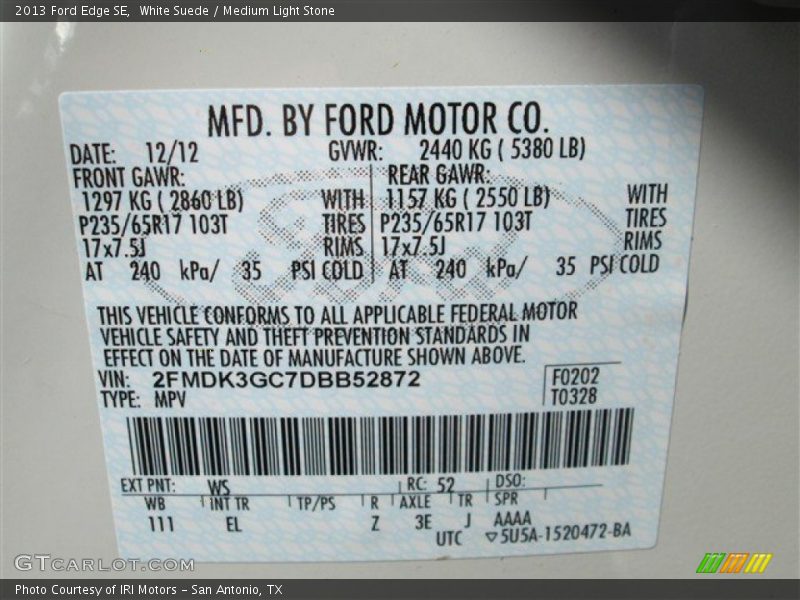 2013 Ford Edge SE, White Suede / Medium Light Stone
MFD. BY FORD MOTOR CO.
DATE: 12/12 GVWR: 2440 KG ( 5380 LB)
FRONT GAWR: REAR GAWR:
1297 KG ( 2860 LB) WITH 1157 KG ( 2550 LB) WITH
P235/65R17 103T TIRES P235/65R17 103T TIRES
17x7.5J RIMS 17x7.5J RIMS
AT 240 kPa/ 35 PSI COLD AT 240 kPa/ 35 PSI COLD
THIS VEHICLE CONFORMS TO ALL APPLICABLE FEDERAL MOTOR
VEHICLE SAFETY AND THEFT PREVENTION STANDARDS IN
EFFECT ON THE DATE OF MANUFACTURE SHOWN ABOVE.
VIN: 2FMDK3GC7DBB52872 F0202
TYPE: MPV T0328
EXT PNT: WS RC: 52 DSO:
WB INT TR TP/PS R AXLE TR SPR
111 EL Z 3E J AAAA
UTC ▽5U5A-1520472-BA
GTCARLOT.COM
Photo Courtesy of IRI Motors – San Antonio, TX